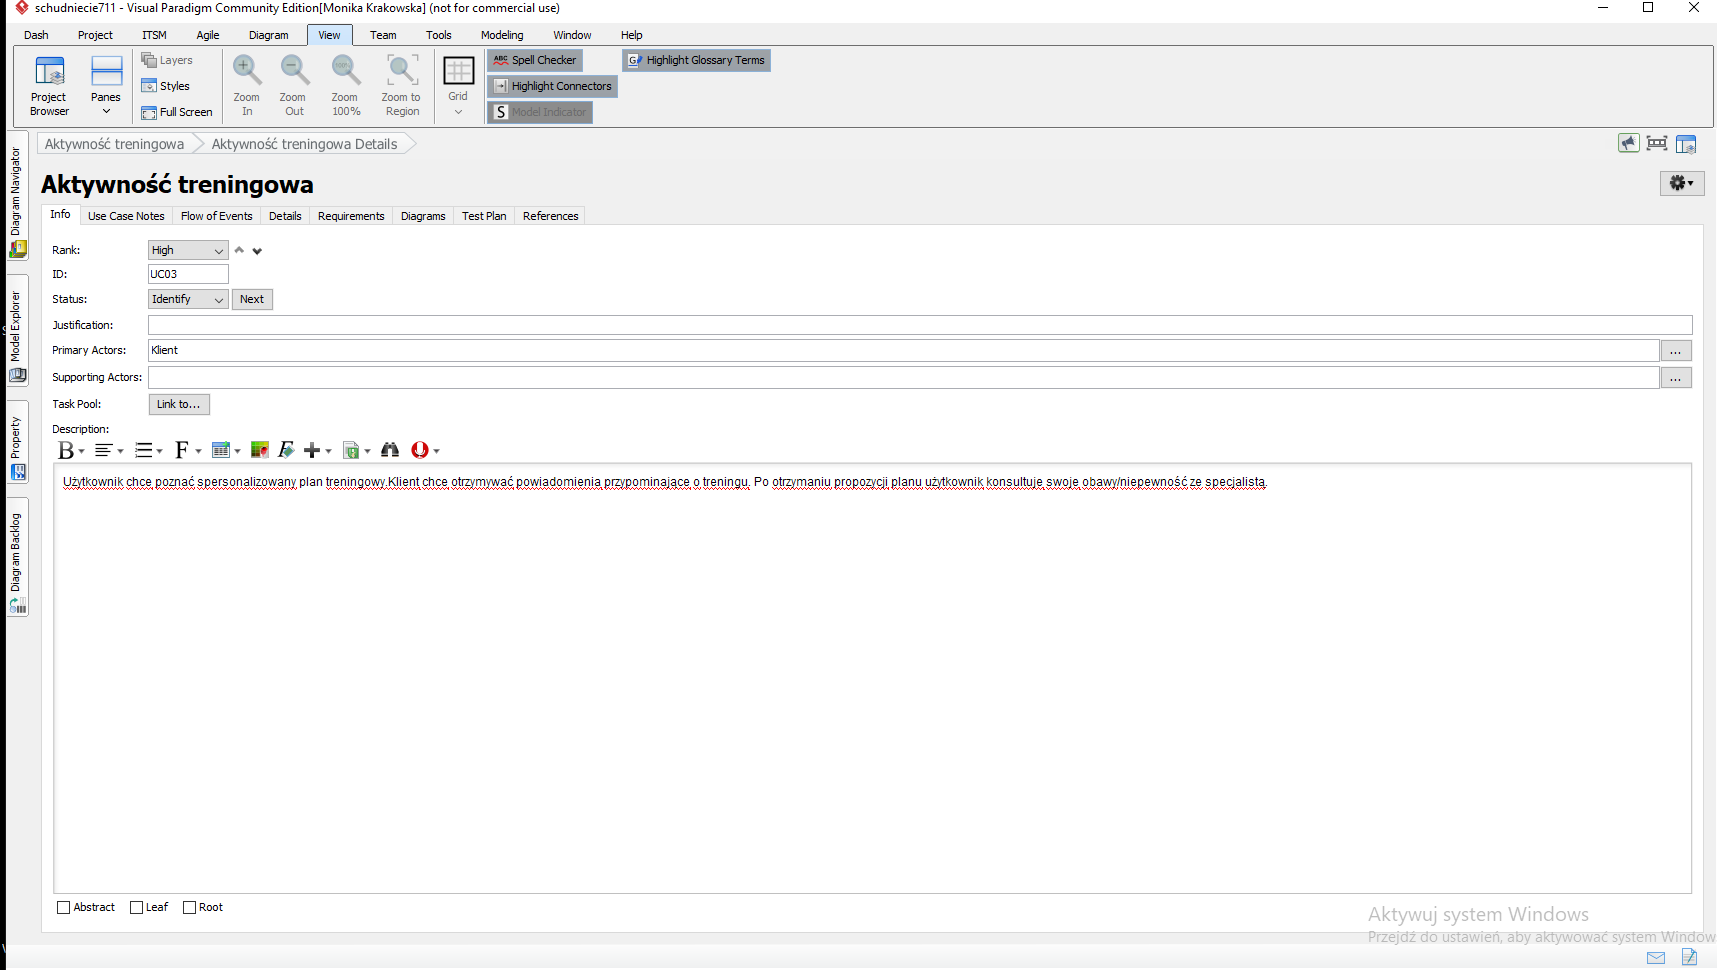 schudniecie711 - Visual Paradigm Community Edition[Monika Krakowska] (not for commercial use)
Dash Project ITSM Agile Diagram View Team Tools Modeling Window Help
Project Browser
Panes
Layers
Styles
Full Screen
Zoom In
Zoom Out
Zoom 100%
Zoom to Region
Grid
Spell Checker
Highlight Connectors
Model Indicator
Highlight Glossary Terms
Diagram Navigator
Model Explorer
Property
Diagram Backlog
Aktywność treningowa
Aktywność treningowa Details
Aktywność treningowa
Info Use Case Notes Flow of Events Details Requirements Diagrams Test Plan References
Rank: High
ID: UC03
Status: Identify Next
Justification:
Primary Actors: Klient ...
Supporting Actors: ...
Task Pool: Link to...
Description:
Użytkownik chce poznać spersonalizowany plan treningowy.Klient chce otrzymywać powiadomienia przypominające o treningu. Po otrzymaniu propozycji planu użytkownik konsultuję swoje obawy/niepewność ze specjalistą.
Abstract Leaf Root
Aktywuj system Windows
Przejdź do ustawień, aby aktywować system Window